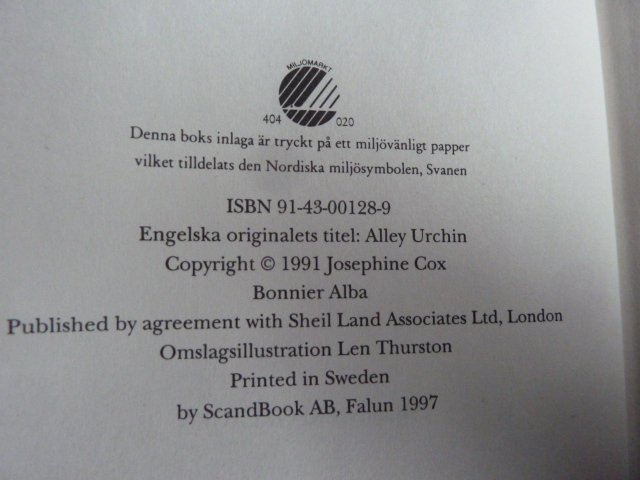 MILJÖMÄRKT
404 020
Denna boks inlaga är tryckt på ett miljövänligt papper
vilket tilldelats den Nordiska miljösymbolen, Svanen
ISBN 91-43-00128-9
Engelska originalets titel: Alley Urchin
Copyright © 1991 Josephine Cox
Bonnier Alba
Published by agreement with Sheil Land Associates Ltd, London
Omslagsillustration Len Thurston
Printed in Sweden
by ScandBook AB, Falun 1997